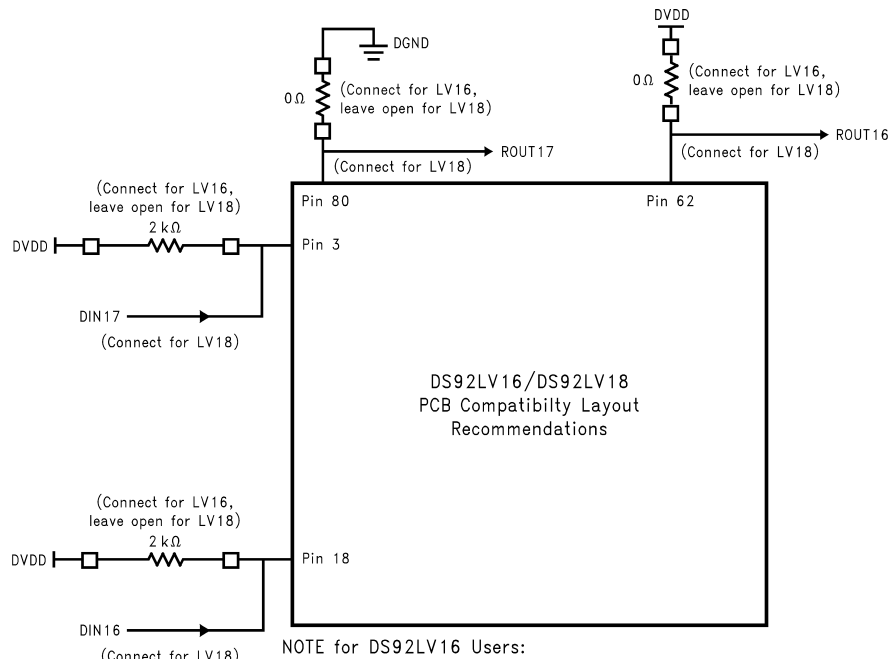 DGND
0Ω
(Connect for LV16,
leave open for LV18)
ROUT17
(Connect for LV18)
DVDD
0Ω
(Connect for LV16,
leave open for LV18)
ROUT16
(Connect for LV18)
Pin 80
Pin 62
(Connect for LV16,
leave open for LV18)
2 kΩ
DVDD
Pin 3
DIN17
(Connect for LV18)
DS92LV16/DS92LV18
PCB Compatibilty Layout
Recommendations
(Connect for LV16,
leave open for LV18)
2 kΩ
DVDD
Pin 18
DIN16
(Connect for LV18)
NOTE for DS92LV16 Users: